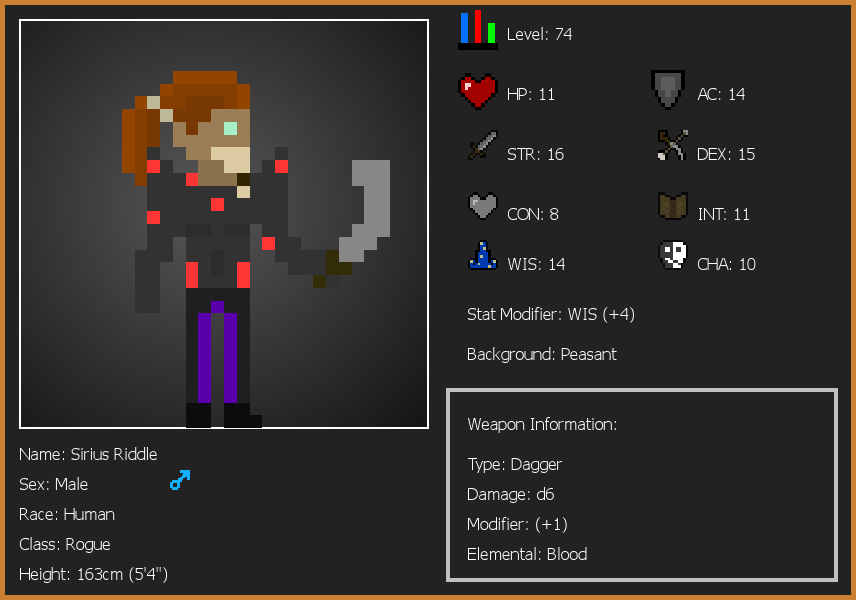 Level: 74
HP: 11
AC: 14
STR: 16
DEX: 15
CON: 8
INT: 11
WIS: 14
CHA: 10
Stat Modifier: WIS (+4)
Background: Peasant
Weapon Information:
Type: Dagger
Damage: d6
Modifier: (+1)
Elemental: Blood
Name: Sirius Riddle
Sex: Male
Race: Human
Class: Rogue
Height: 163cm (5'4")